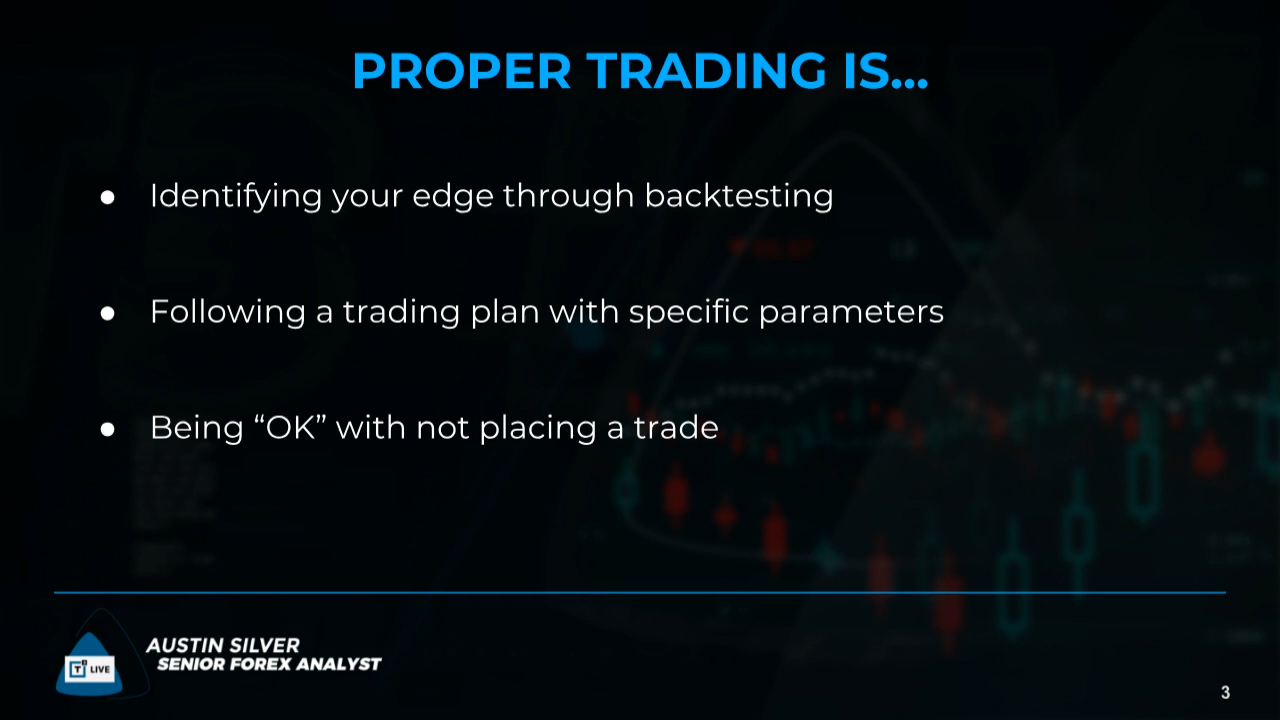 PROPER TRADING IS...
● Identifying your edge through backtesting
● Following a trading plan with specific parameters
● Being “OK” with not placing a trade
AUSTIN SILVER
SENIOR FOREX ANALYST
LIVE
3